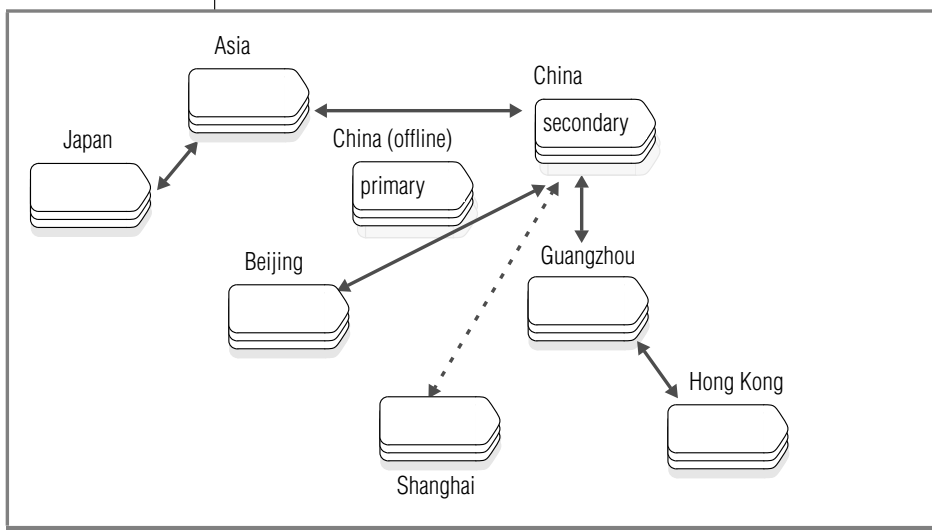 Asia
China
secondary
Japan
China (offline)
primary
Beijing
Guangzhou
Hong Kong
Shanghai